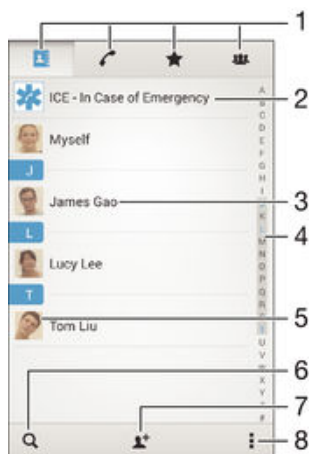 1
ICE - In Case of Emergency
2
Myself
J
James Gao
3
L
4
Lucy Lee
T
Tom Liu
5
6
7
8
A
B
C
D
E
F
G
H
I
J
K
L
M
N
O
P
Q
R
S
T
U
V
W
X
Y
Z
#